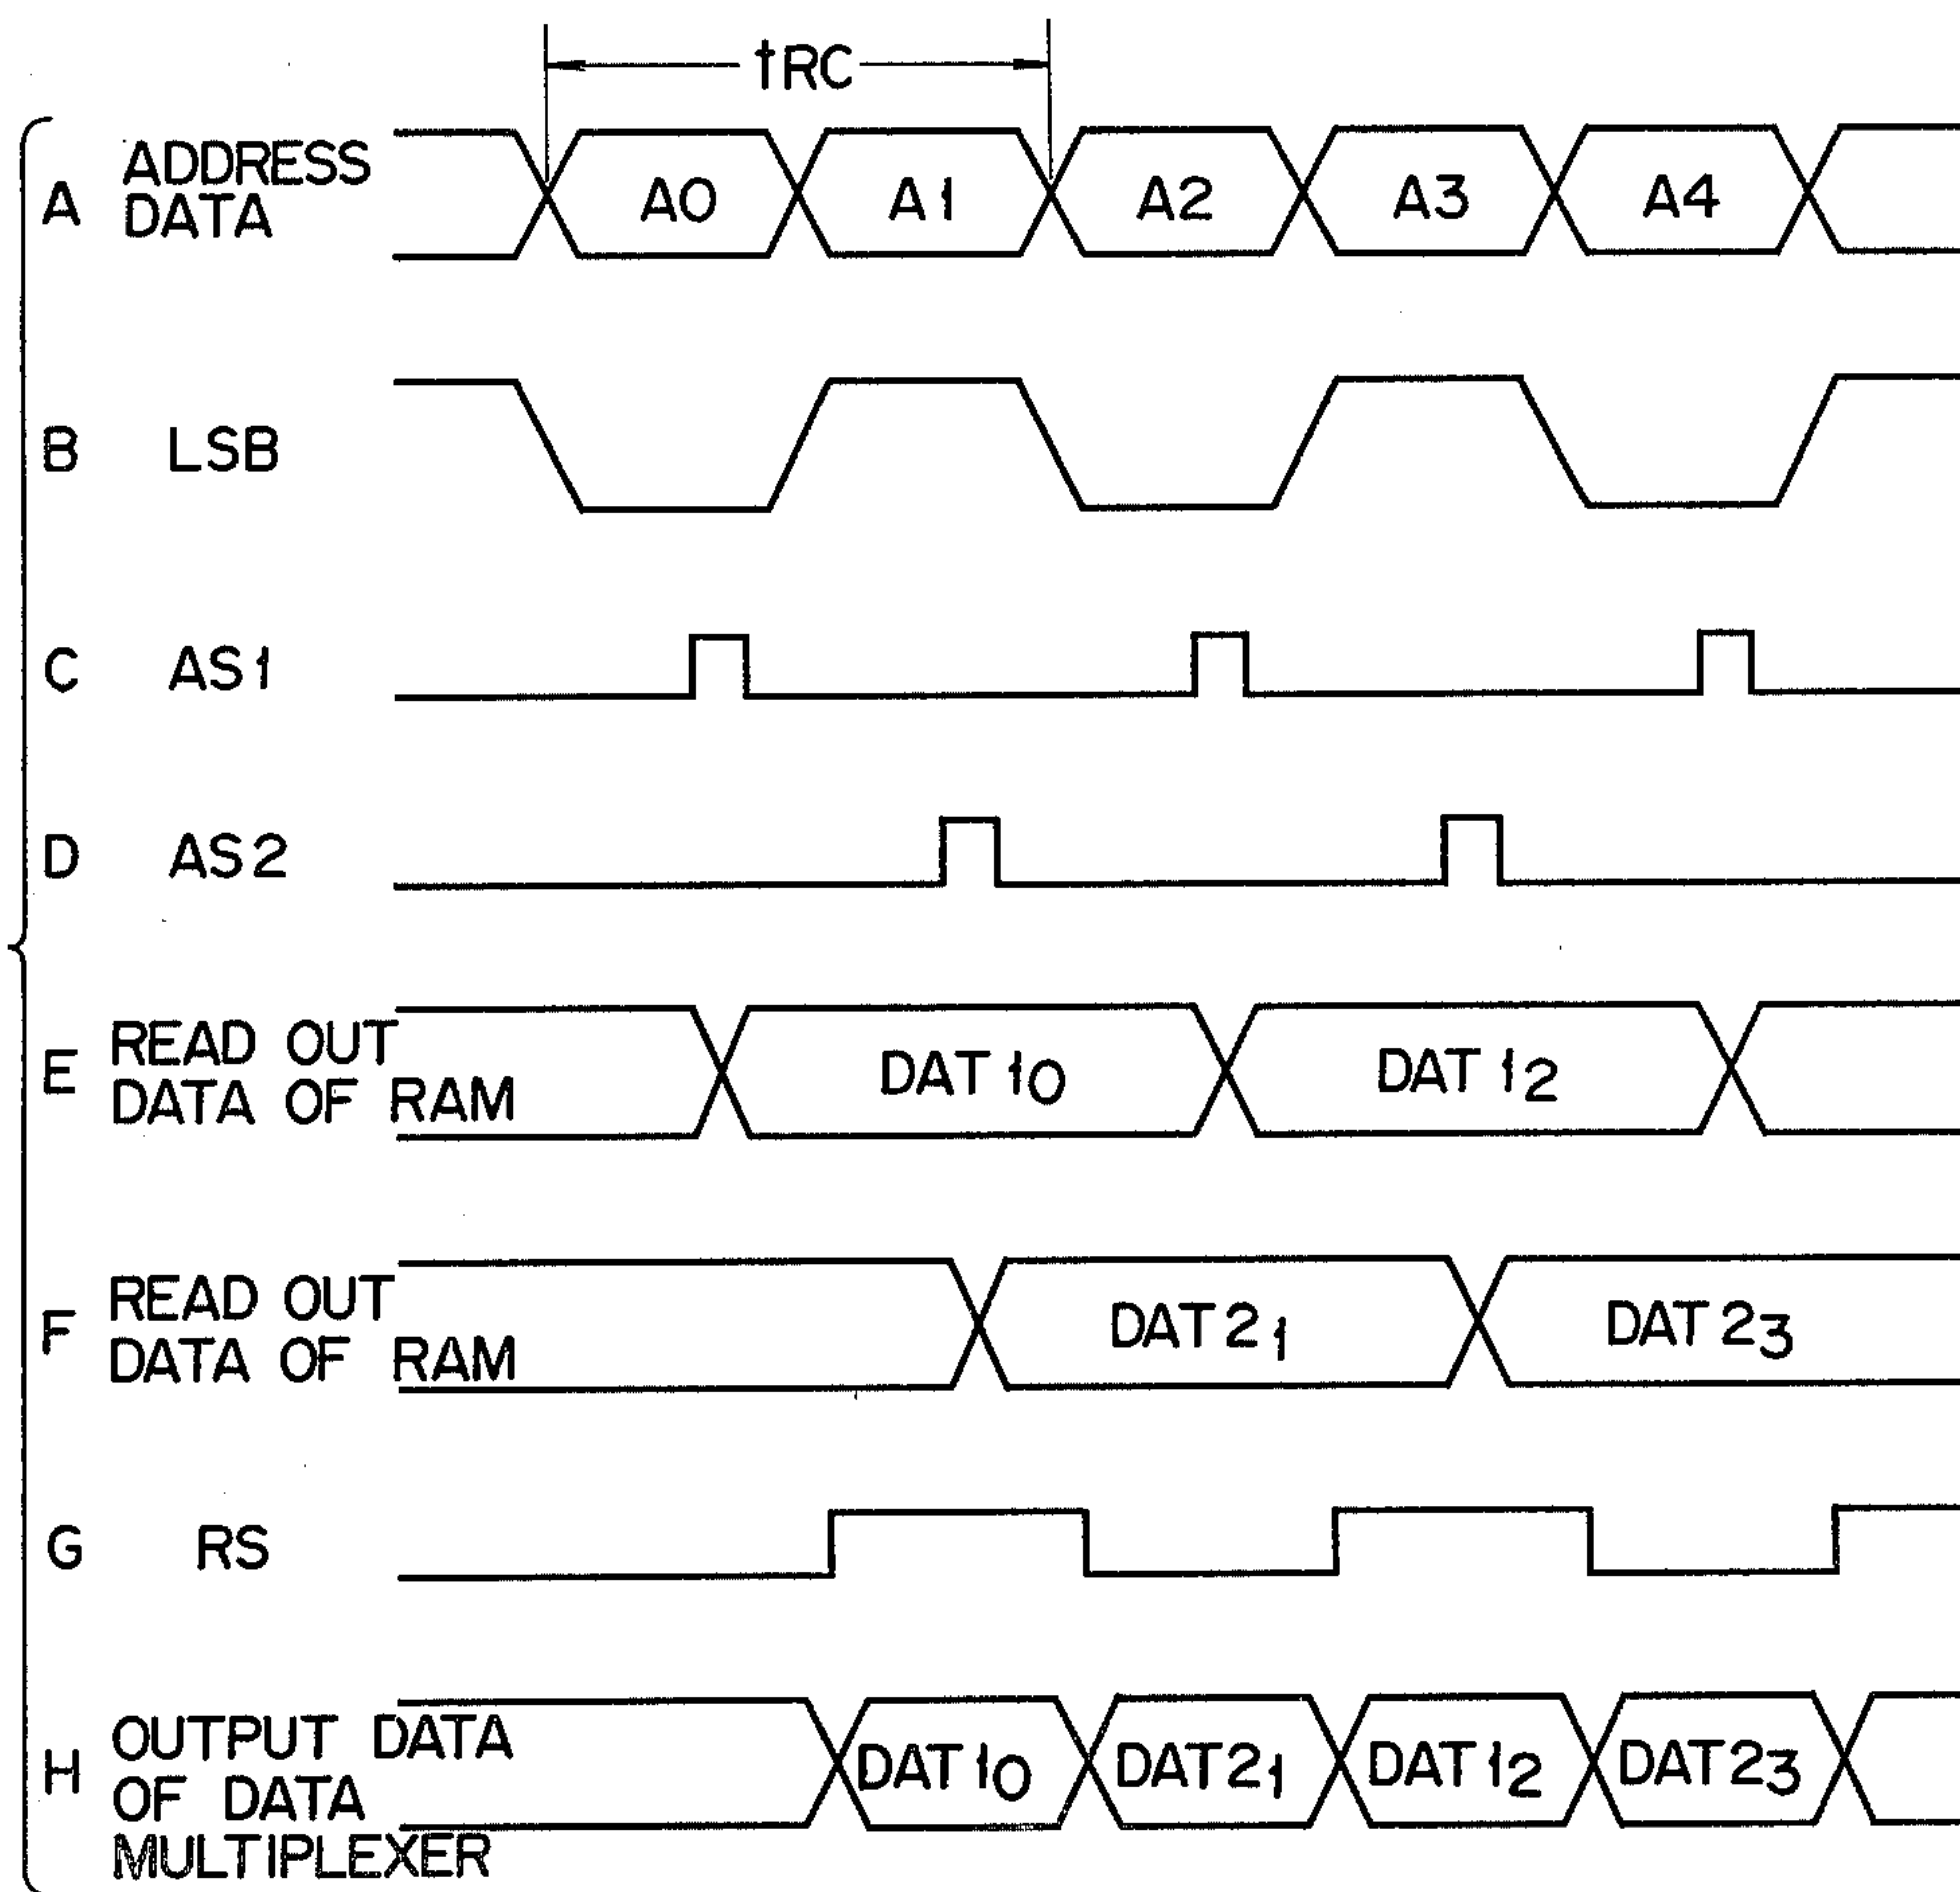 tRC
A ADDRESS DATA
A0 A1 A2 A3 A4
B LSB
C AS1
D AS2
E READ OUT DATA OF RAM
DAT 1₀ DAT 1₂
F READ OUT DATA OF RAM
DAT 2₁ DAT 2₃
G RS
H OUTPUT DATA OF DATA MULTIPLEXER
DAT 1₀ DAT 2₁ DAT 1₂ DAT 2₃